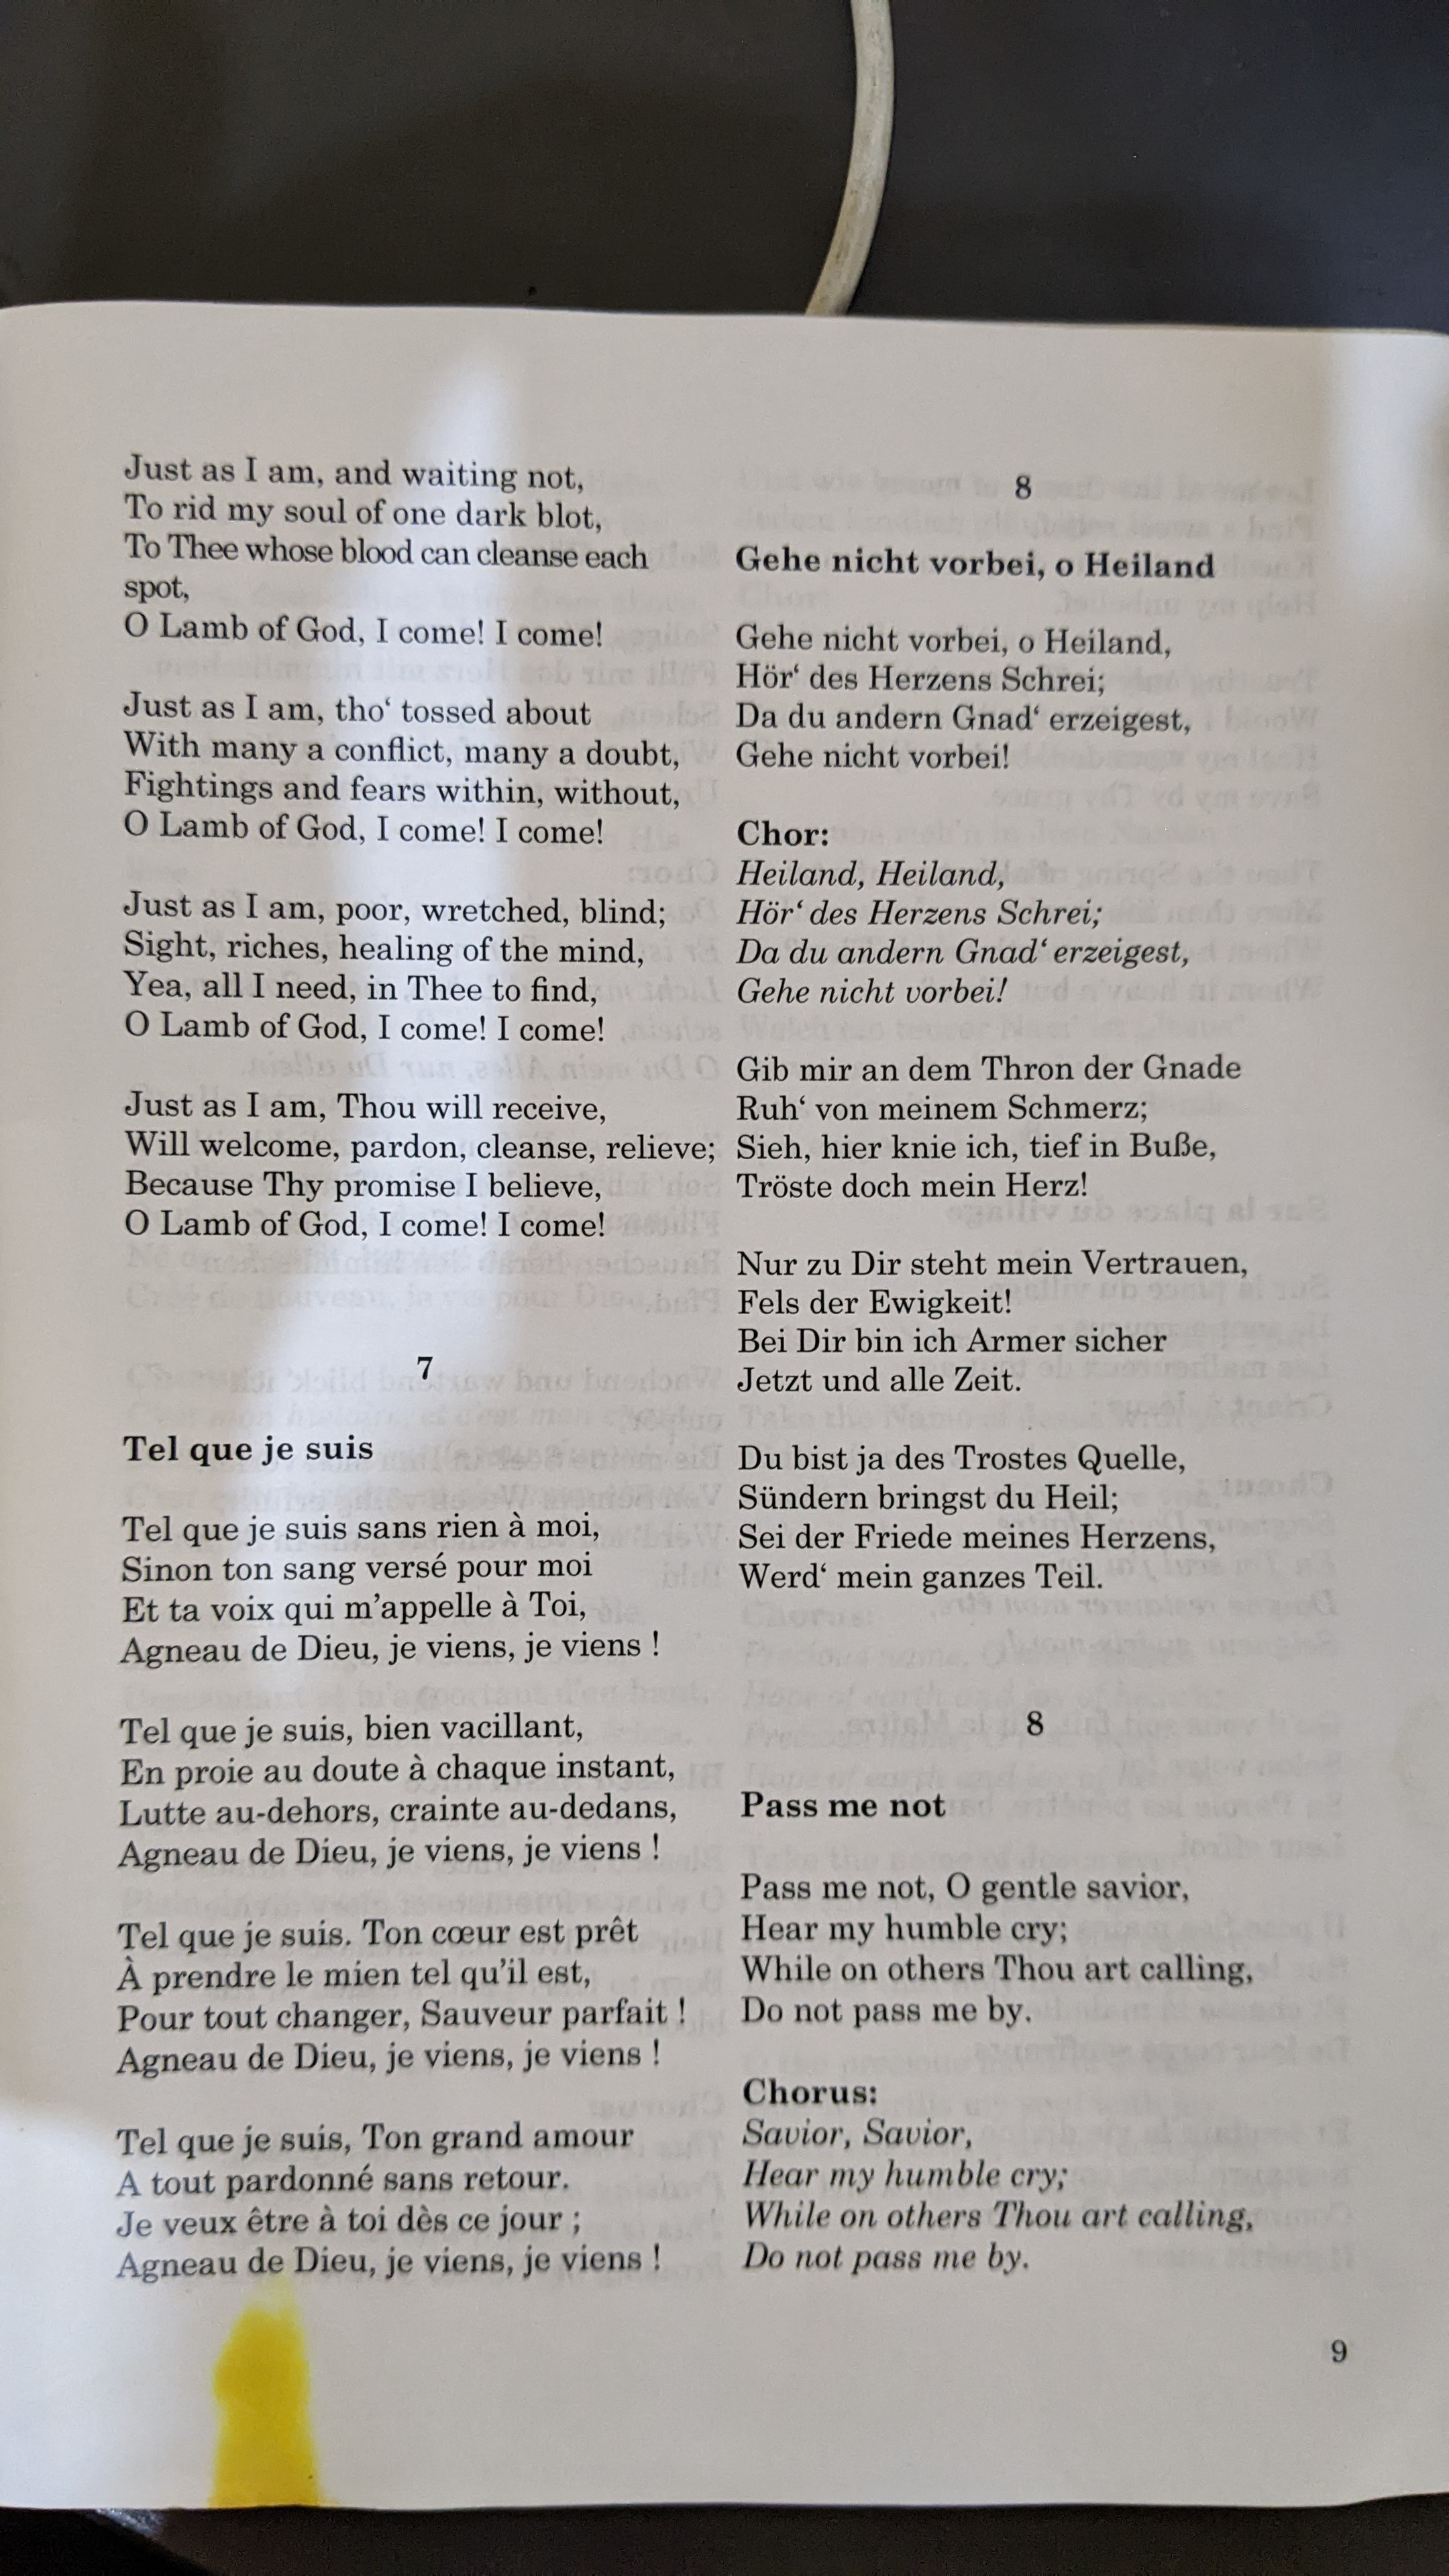 Just as I am, and waiting not,
To rid my soul of one dark blot,
To Thee whose blood can cleanse each
spot,
O Lamb of God, I come! I come!
Just as I am, tho‘ tossed about
With many a conflict, many a doubt,
Fightings and fears within, without,
O Lamb of God, I come! I come!
Just as I am, poor, wretched, blind;
Sight, riches, healing of the mind,
Yea, all I need, in Thee to find,
O Lamb of God, I come! I come!
Just as I am, Thou will receive,
Will welcome, pardon, cleanse, relieve;
Because Thy promise I believe,
O Lamb of God, I come! I come!
7
Tel que je suis
Tel que je suis sans rien à moi,
Sinon ton sang versé pour moi
Et ta voix qui m’appelle à Toi,
Agneau de Dieu, je viens, je viens !
Tel que je suis, bien vacillant,
En proie au doute à chaque instant,
Lutte au-dehors, crainte au-dedans,
Agneau de Dieu, je viens, je viens !
Tel que je suis. Ton cœur est prêt
À prendre le mien tel qu’il est,
Pour tout changer, Sauveur parfait !
Agneau de Dieu, je viens, je viens !
Tel que je suis, Ton grand amour
A tout pardonné sans retour.
Je veux être à toi dès ce jour ;
Agneau de Dieu, je viens, je viens !
8
Gehe nicht vorbei, o Heiland
Gehe nicht vorbei, o Heiland,
Hör‘ des Herzens Schrei;
Da du andern Gnad‘ erzeigest,
Gehe nicht vorbei!
Chor:
Heiland, Heiland,
Hör‘ des Herzens Schrei;
Da du andern Gnad‘ erzeigest,
Gehe nicht vorbei!
Gib mir an dem Thron der Gnade
Ruh‘ von meinem Schmerz;
Sieh, hier knie ich, tief in Buße,
Tröste doch mein Herz!
Nur zu Dir steht mein Vertrauen,
Fels der Ewigkeit!
Bei Dir bin ich Armer sicher
Jetzt und alle Zeit.
Du bist ja des Trostes Quelle,
Sündern bringst du Heil;
Sei der Friede meines Herzens,
Werd‘ mein ganzes Teil.
8
Pass me not
Pass me not, O gentle savior,
Hear my humble cry;
While on others Thou art calling,
Do not pass me by.
Chorus:
Savior, Savior,
Hear my humble cry;
While on others Thou art calling,
Do not pass me by.
9